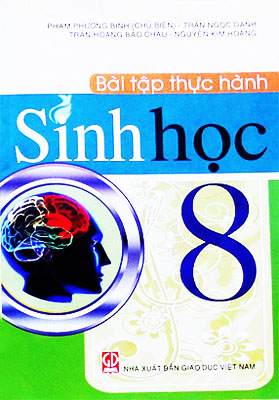 PHẠM PHƯƠNG BÌNH (CHỦ BIÊN) - TRẦN NGỌC DANH
TRẦN HOÀNG BẢO CHÂU - NGUYỄN KIM HOÀNG
Bài tập thực hành
Sinh học
8
NHÀ XUẤT BẢN GIÁO DỤC VIỆT NAM